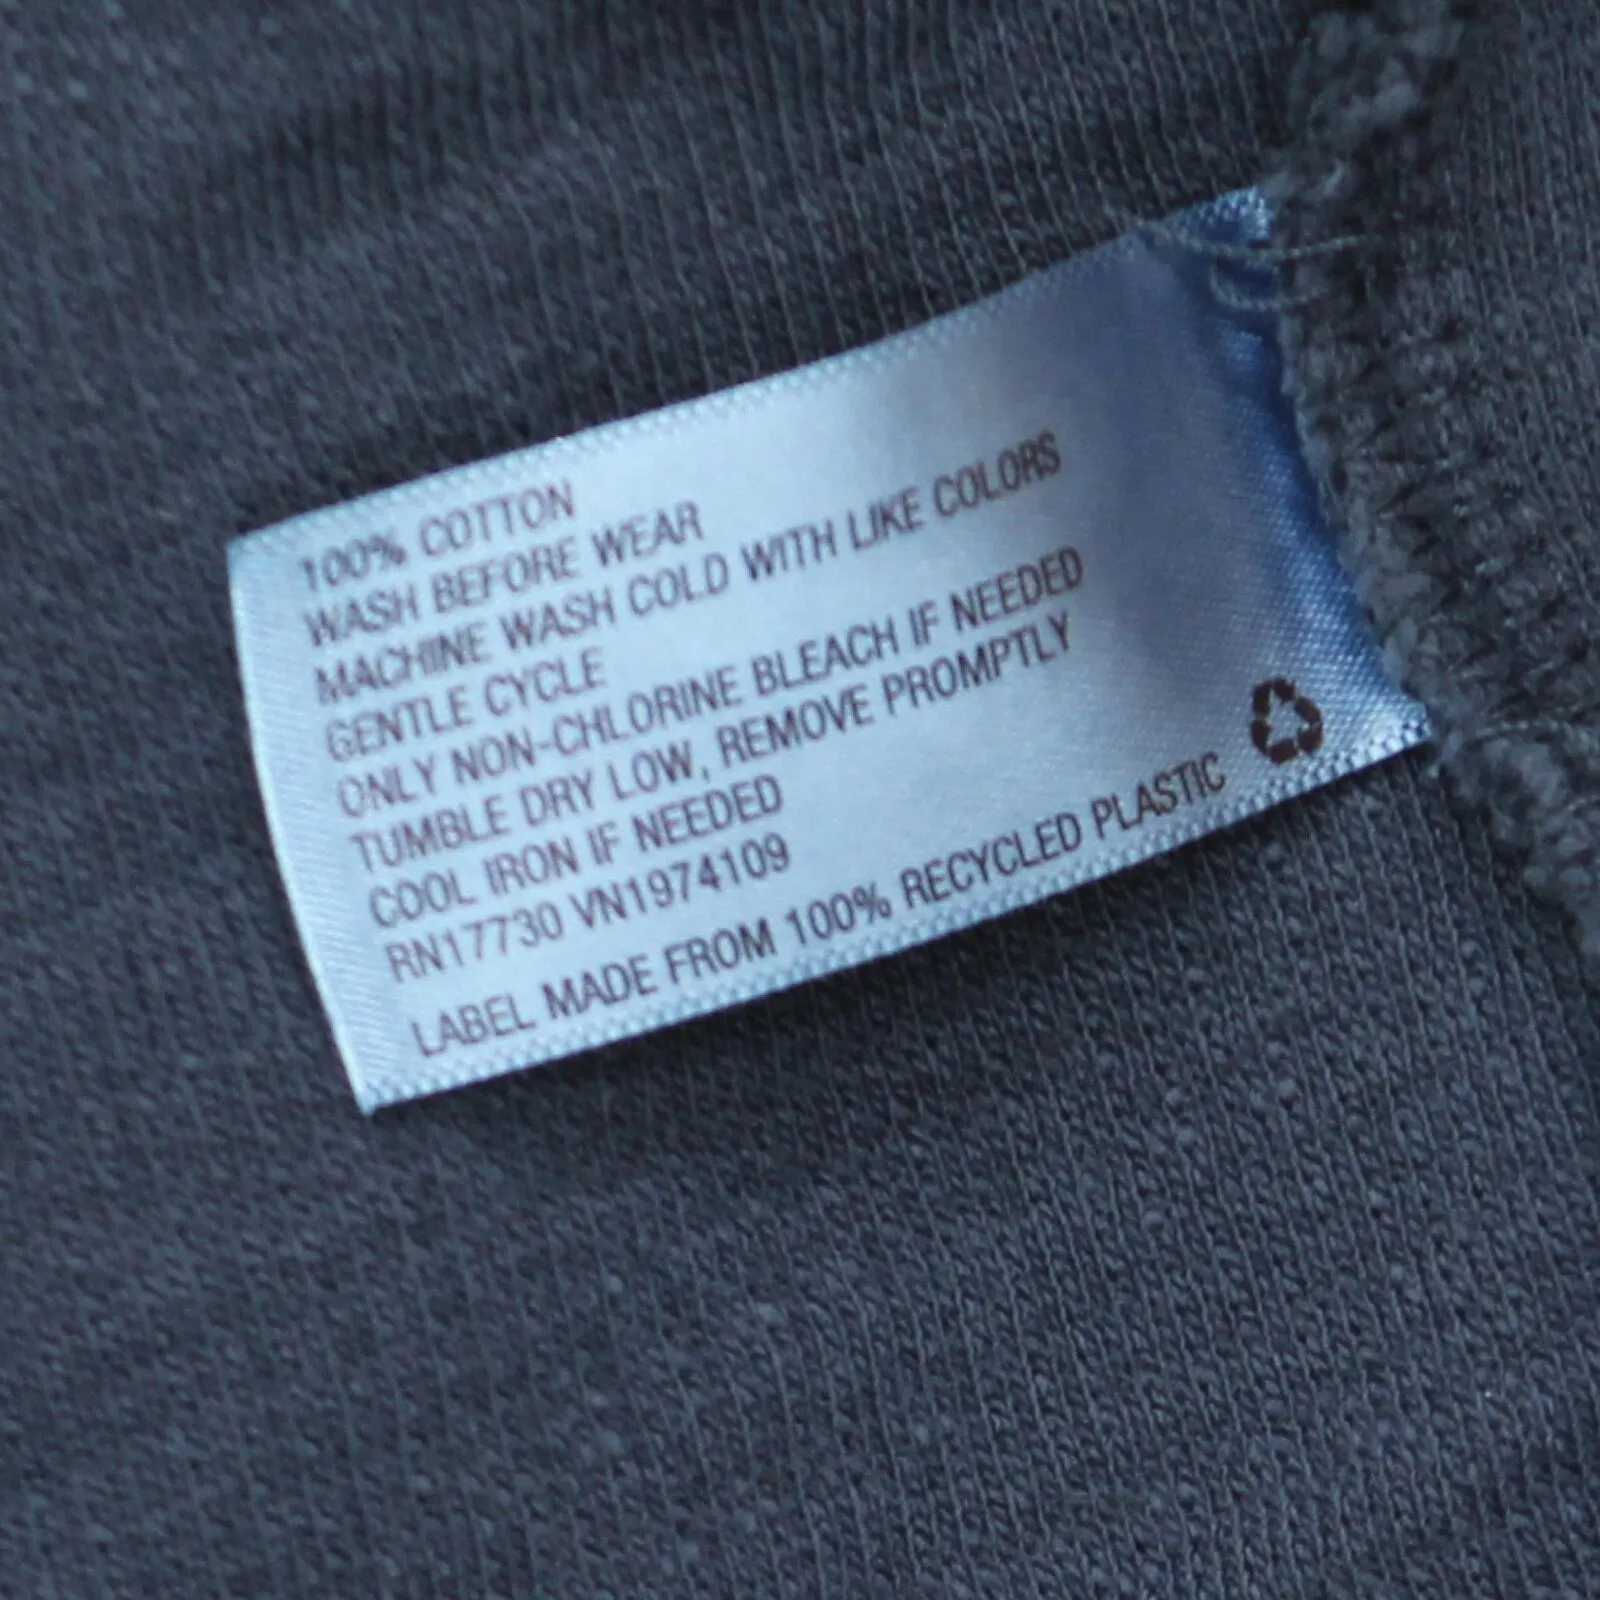 100% COTTON
WASH BEFORE WEAR
MACHINE WASH COLD WITH LIKE COLORS
GENTLE CYCLE
ONLY NON-CHLORINE BLEACH IF NEEDED
TUMBLE DRY LOW, REMOVE PROMPTLY
COOL IRON IF NEEDED
RN17730 VN1974109
LABEL MADE FROM 100% RECYCLED PLASTIC